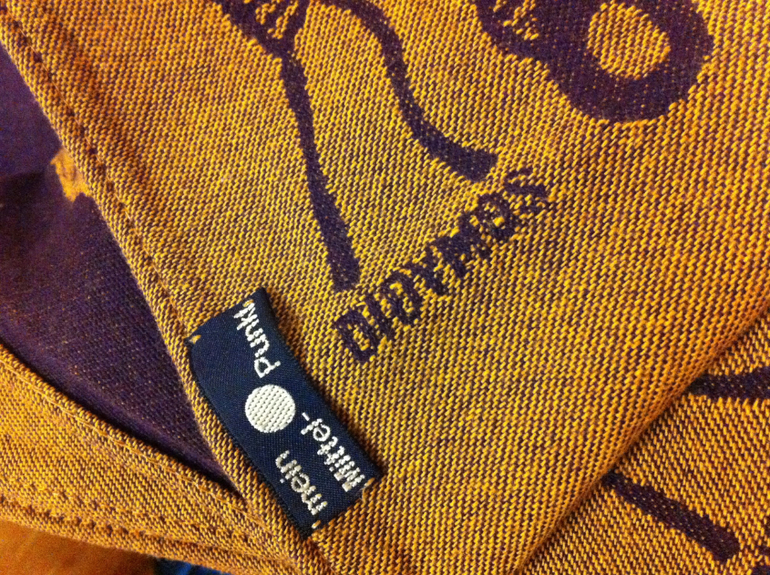 DIDYMOS
mein
Mittel-
Punkt